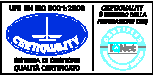 UNI EN ISO 9001:2008
CERTIQUALITY
SISTEMA DI GESTIONE
QUALITÀ CERTIFICATO
CERTIQUALITY
È MEMBRO DELLA
FEDERAZIONE CISQ
IQNet